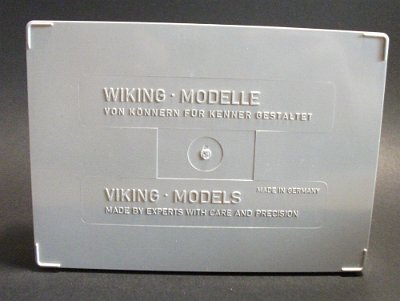 WIKING · MODELLE
VON KÖNNERN FÜR KENNER GESTALTET
VIKING · MODELS
MADE IN GERMANY
MADE BY EXPERTS WITH CARE AND PRECISION